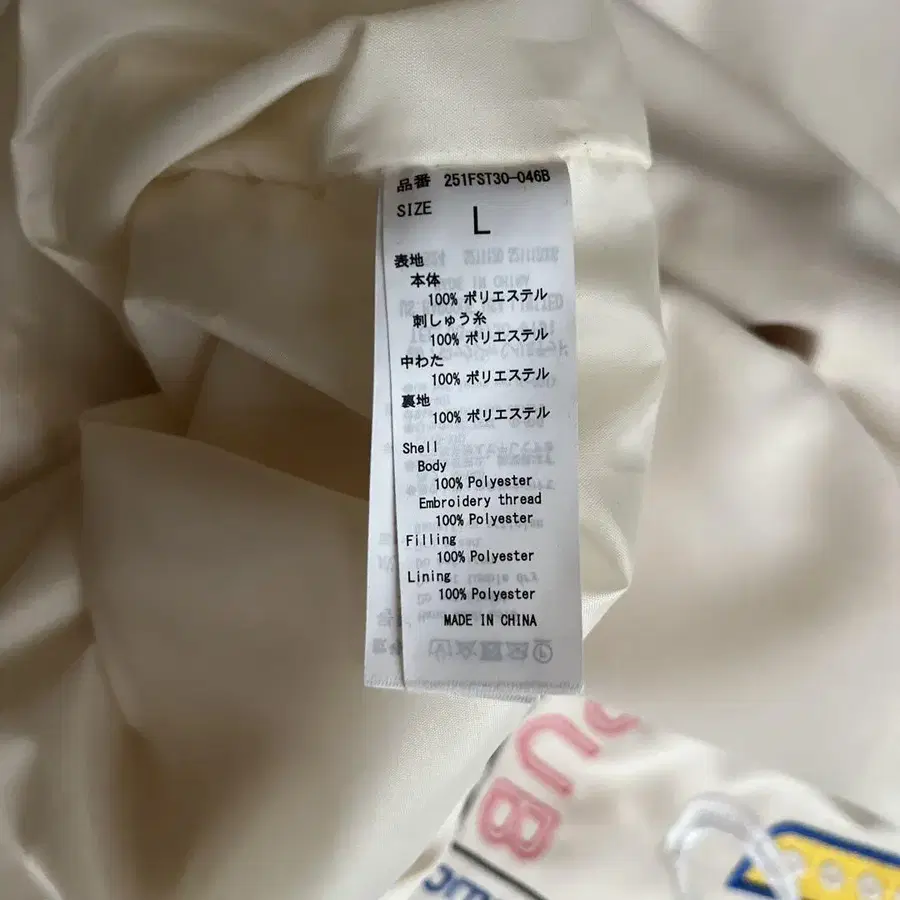 品番 251FST30-046B
SIZE L
表地
本体
100% ポリエステル
刺しゅう糸
100% ポリエステル
中わた
100% ポリエステル
裏地
100% ポリエステル
Shell
Body
100% Polyester
Embroidery thread
100% Polyester
Filling
100% Polyester
Lining
100% Polyester
MADE IN CHINA